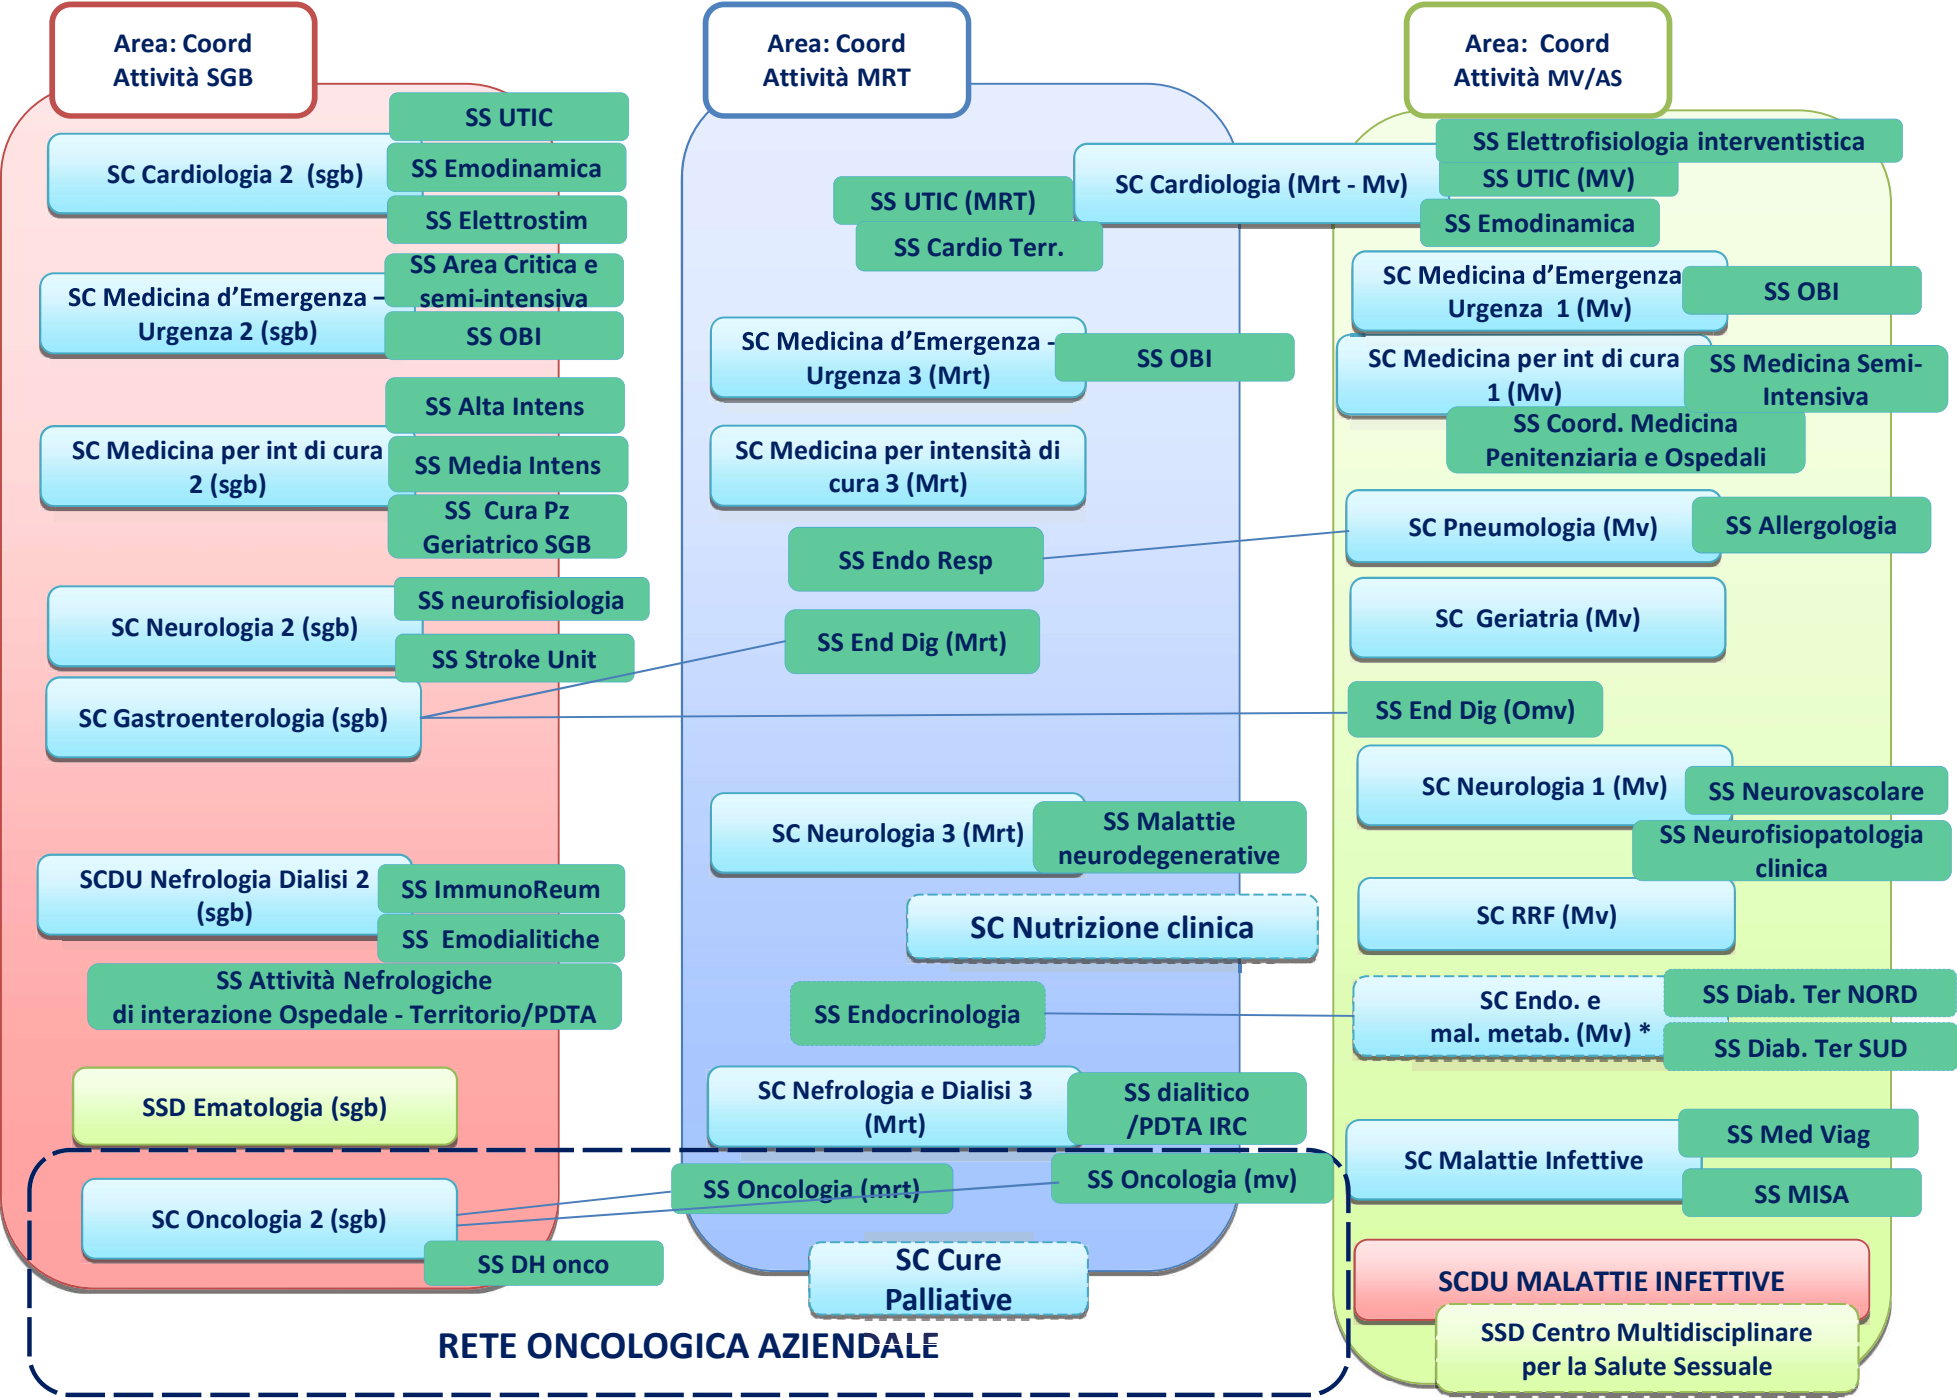 Area: Coord
Attività SGB
SS UTIC
SC Cardiologia 2 (sgb)
SS Emodinamica
SS Elettrostim
SS Area Critica e
semi-intensiva
SC Medicina d’Emergenza –
Urgenza 2 (sgb)
SS OBI
SS Alta Intens
SC Medicina per int di cura
2 (sgb)
SS Media Intens
SS Cura Pz
Geriatrico SGB
SS neurofisiologia
SC Neurologia 2 (sgb)
SS Stroke Unit
SC Gastroenterologia (sgb)
SCDU Nefrologia Dialisi 2
(sgb)
SS ImmunoReum
SS Emodialitiche
SS Attività Nefrologiche
di interazione Ospedale - Territorio/PDTA
SSD Ematologia (sgb)
SC Oncologia 2 (sgb)
SS DH onco
Area: Coord
Attività MRT
SC Cardiologia (Mrt - Mv)
SS UTIC (MRT)
SS Cardio Terr.
SC Medicina d’Emergenza -
Urgenza 3 (Mrt)
SS OBI
SC Medicina per intensità di
cura 3 (Mrt)
SS Endo Resp
SS End Dig (Mrt)
SC Neurologia 3 (Mrt)
SS Malattie
neurodegenerative
SC Nutrizione clinica
SS Endocrinologia
SC Nefrologia e Dialisi 3
(Mrt)
SS dialitico
/PDTA IRC
SS Oncologia (mrt)
SS Oncologia (mv)
SC Cure
Palliative
RETE ONCOLOGICA AZIENDALE
Area: Coord
Attività MV/AS
SS Elettrofisiologia interventistica
SS UTIC (MV)
SS Emodinamica
SC Medicina d’Emergenza
Urgenza 1 (Mv)
SS OBI
SC Medicina per int di cura
1 (Mv)
SS Medicina Semi-
Intensiva
SS Coord. Medicina
Penitenziaria e Ospedali
SC Pneumologia (Mv)
SS Allergologia
SC Geriatria (Mv)
SS End Dig (Omv)
SC Neurologia 1 (Mv)
SS Neurovascolare
SS Neurofisiopatologia
clinica
SC RRF (Mv)
SC Endo. e
mal. metab. (Mv) *
SS Diab. Ter NORD
SS Diab. Ter SUD
SC Malattie Infettive
SS Med Viag
SS MISA
SCDU MALATTIE INFETTIVE
SSD Centro Multidisciplinare
per la Salute Sessuale